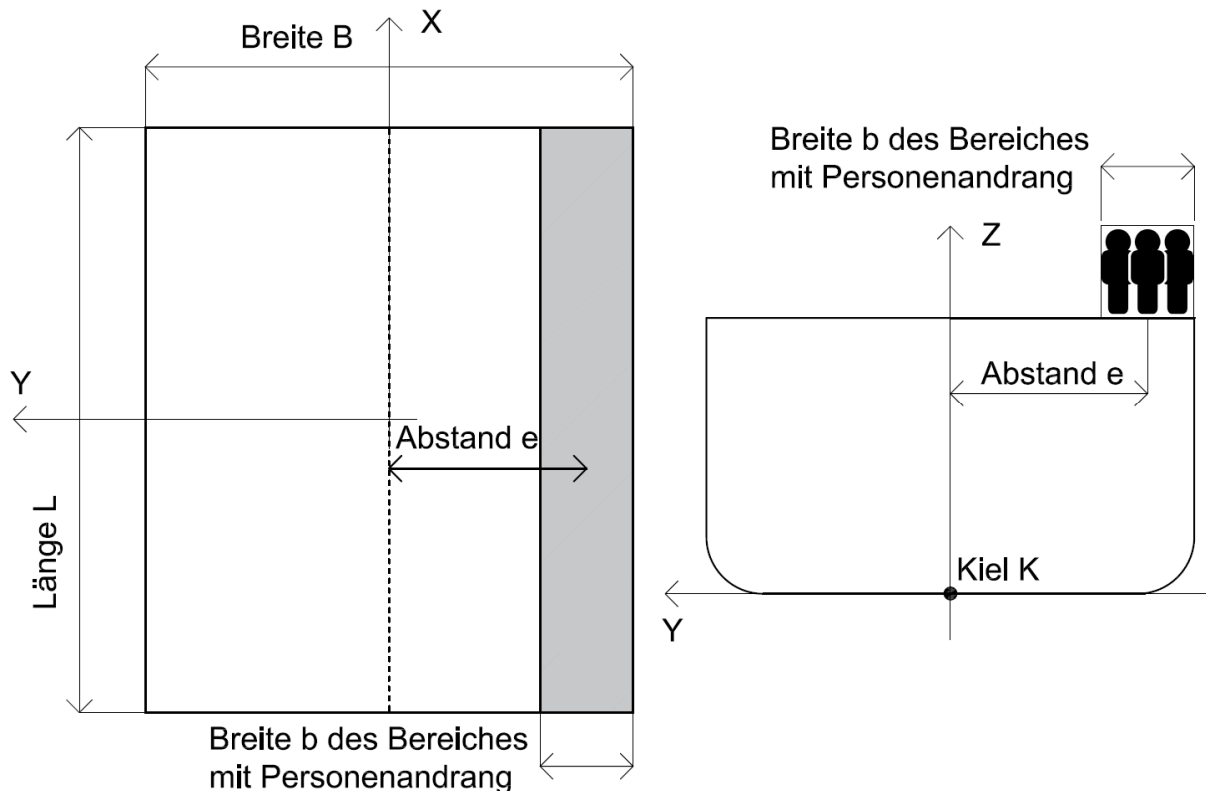 Breite B
X
Y
Abstand e
Länge L
Breite b des Bereiches
mit Personenandrang
Breite b des Bereiches
mit Personenandrang
Z
Abstand e
Kiel K
Y